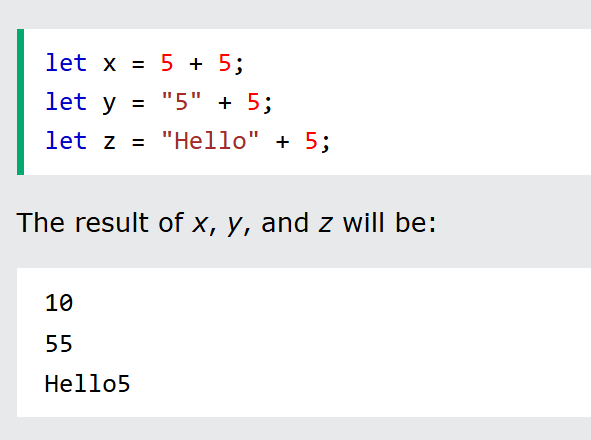 let x = 5 + 5;
let y = "5" + 5;
let z = "Hello" + 5;
The result of x, y, and z will be:
10
55
Hello5